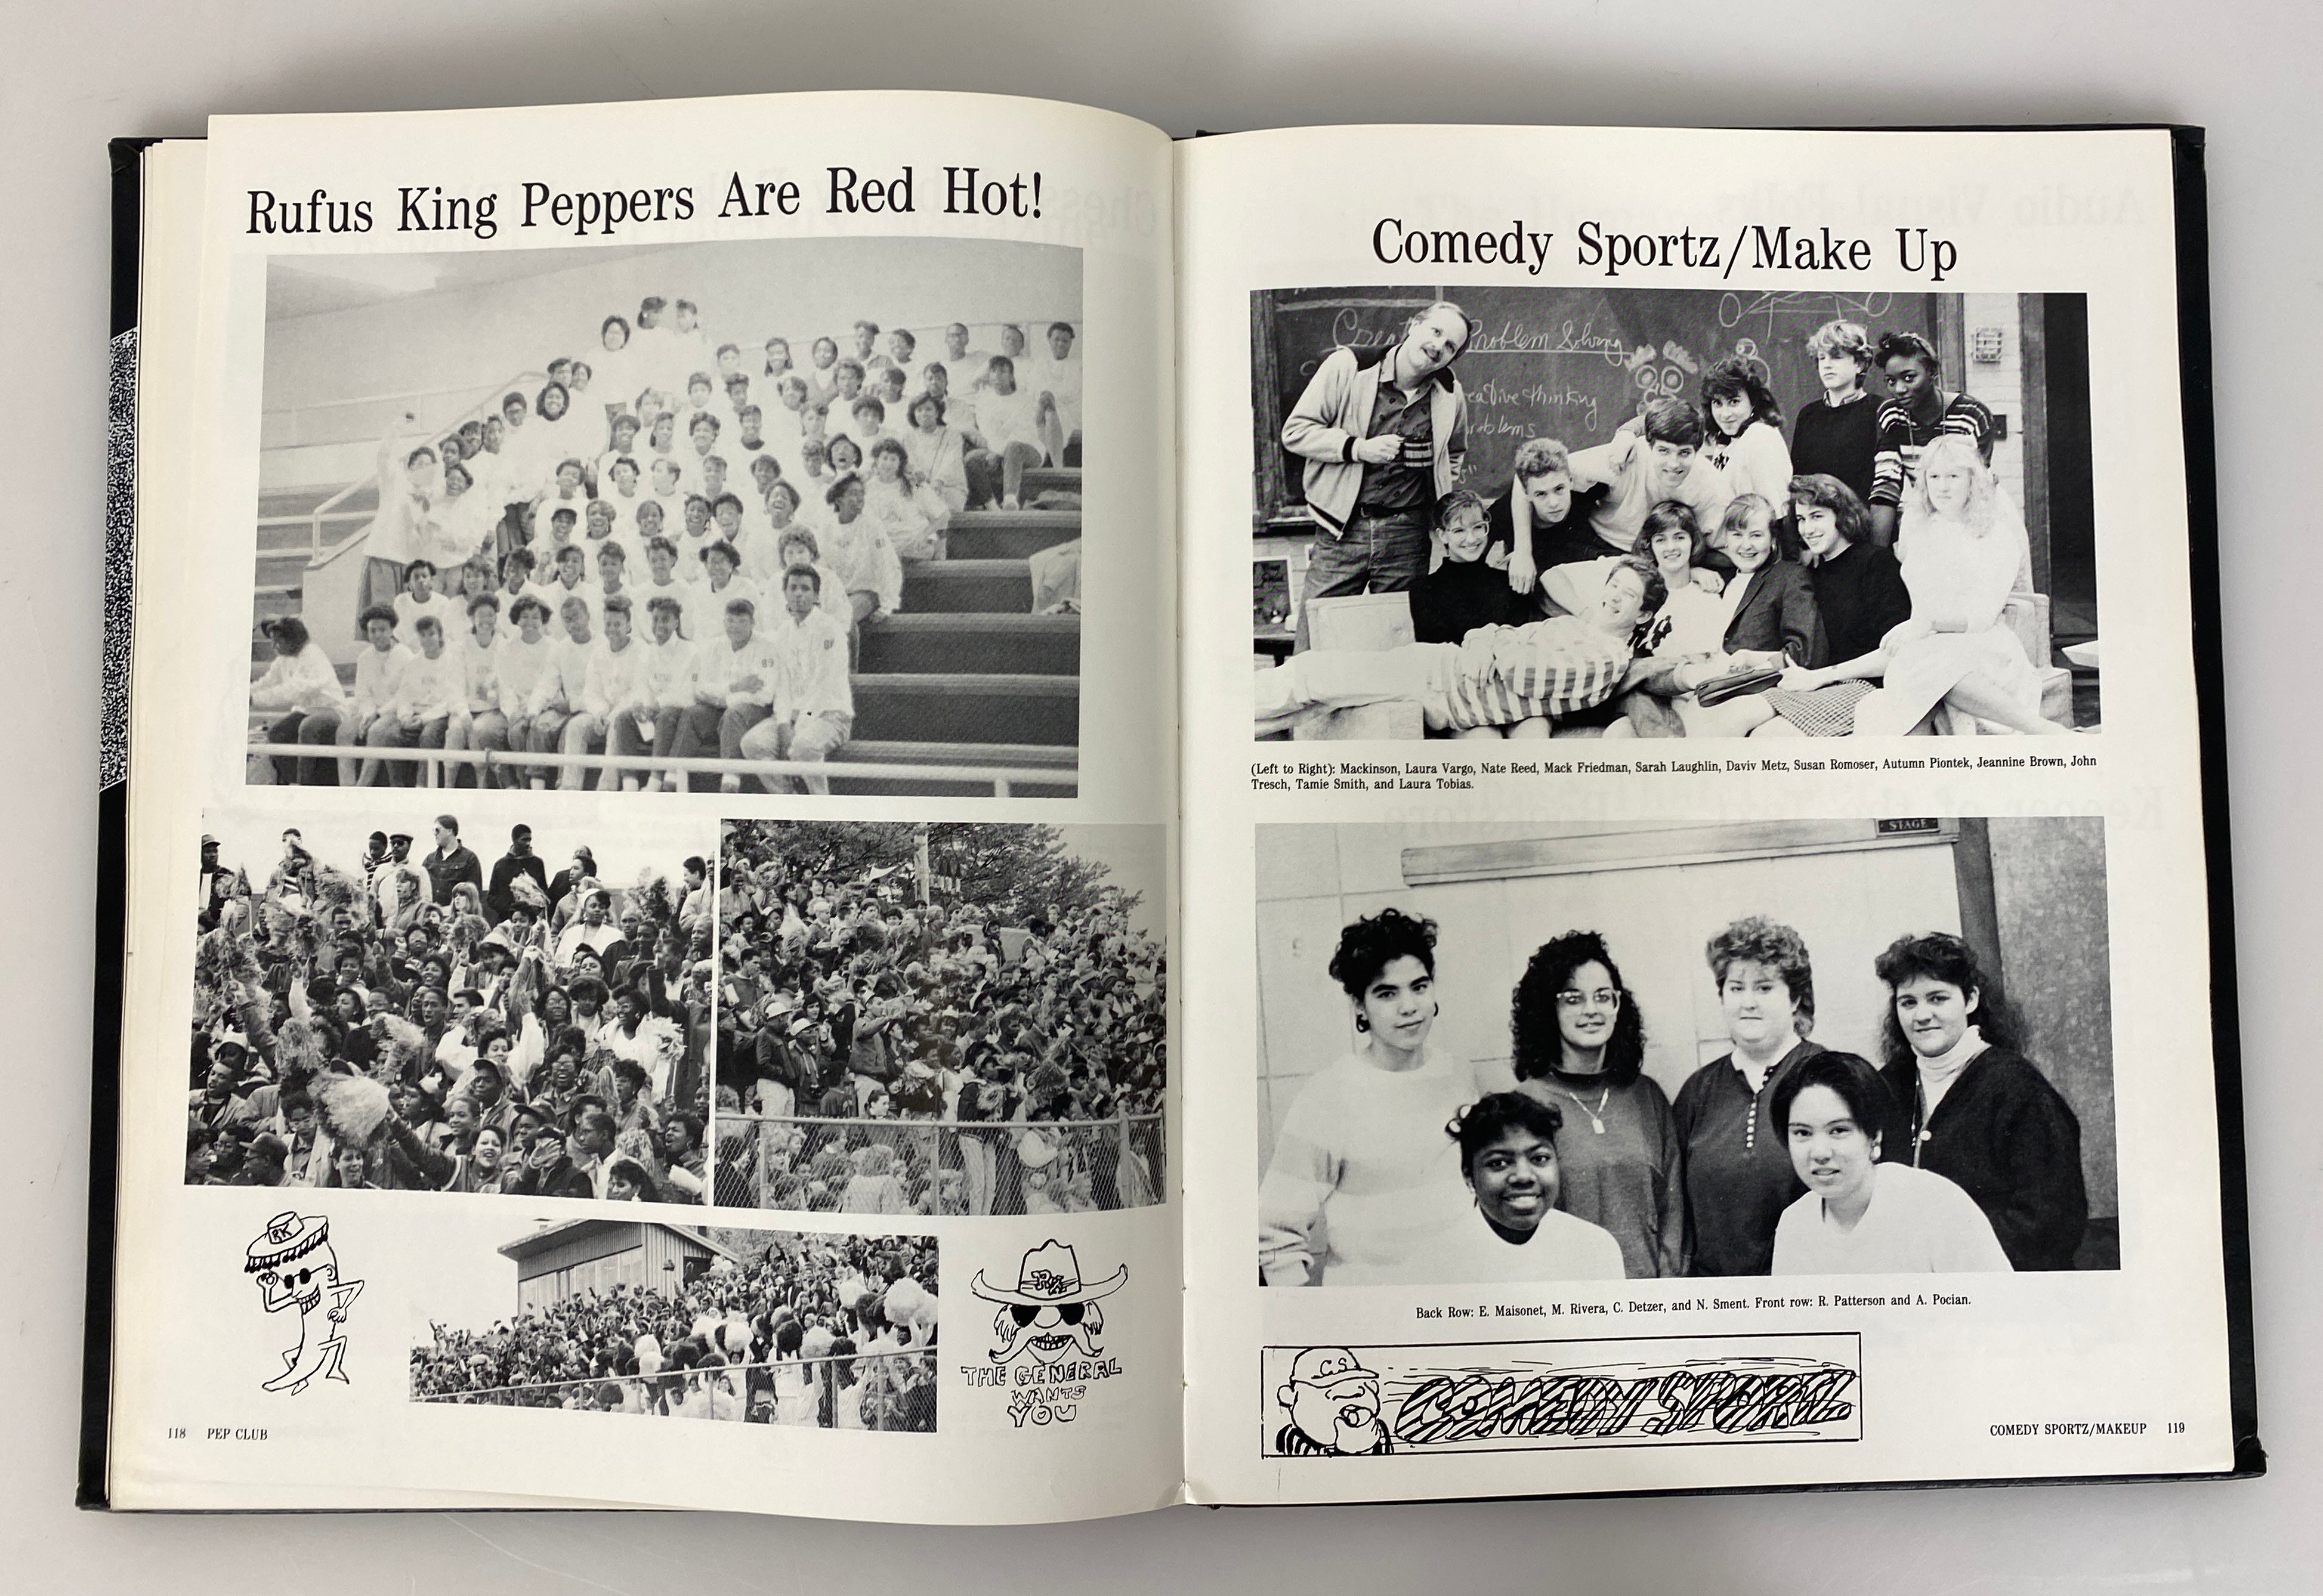 Rufus King Peppers Are Red Hot!
RK
RK
THE GENERAL
WANTS
YOU
118 PEP CLUB
Comedy Sportz/Make Up
Problem Solving
creative thinking
problems
(Left to Right): Mackinson, Laura Vargo, Nate Reed, Mack Friedman, Sarah Laughlin, Daviv Metz, Susan Romoser, Autumn Piontek, Jeannine Brown, John
Tresch, Tamie Smith, and Laura Tobias.
STAGE
Back Row: E. Maisonet, M. Rivera, C. Detzer, and N. Sment. Front row: R. Patterson and A. Pocian.
C.S.
COMEDY SPORTZ
COMEDY SPORTZ/MAKEUP 119